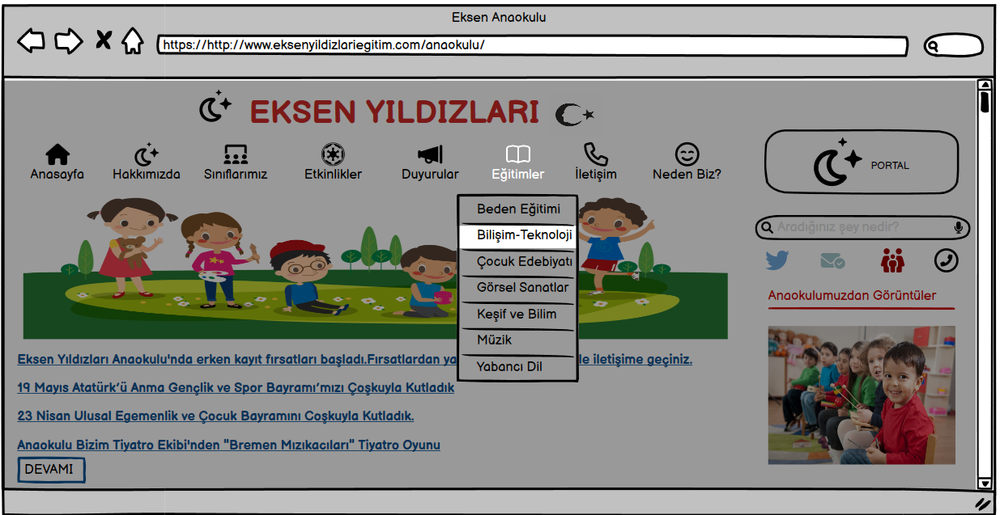 Eksen Anaokulu
https://http://www.eksenyildizlariegitim.com/anaokulu/
EKSEN YILDIZLARI
Anasayfa
Hakkımızda
Sınıflarımız
Etkinlikler
Duyurular
Eğitimler
İletişim
Neden Biz?
PORTAL
Beden Eğitimi
Bilişim-Teknoloji
Çocuk Edebiyatı
Görsel Sanatlar
Keşif ve Bilim
Müzik
Yabancı Dil
Aradığınız şey nedir?
Anaokulumuzdan Görüntüler
Eksen Yıldızları Anaokulu'nda erken kayıt fırsatları başladı.Fırsatlardan ya le iletişime geçiniz.
19 Mayıs Atatürk’ü Anma Gençlik ve Spor Bayramı’mızı Çoşkuyla Kutladık
23 Nisan Ulusal Egemenlik ve Çocuk Bayramını Coşkuyla Kutladık.
Anaokulu Bizim Tiyatro Ekibi'nden "Bremen Mızıkacıları" Tiyatro Oyunu
DEVAMI